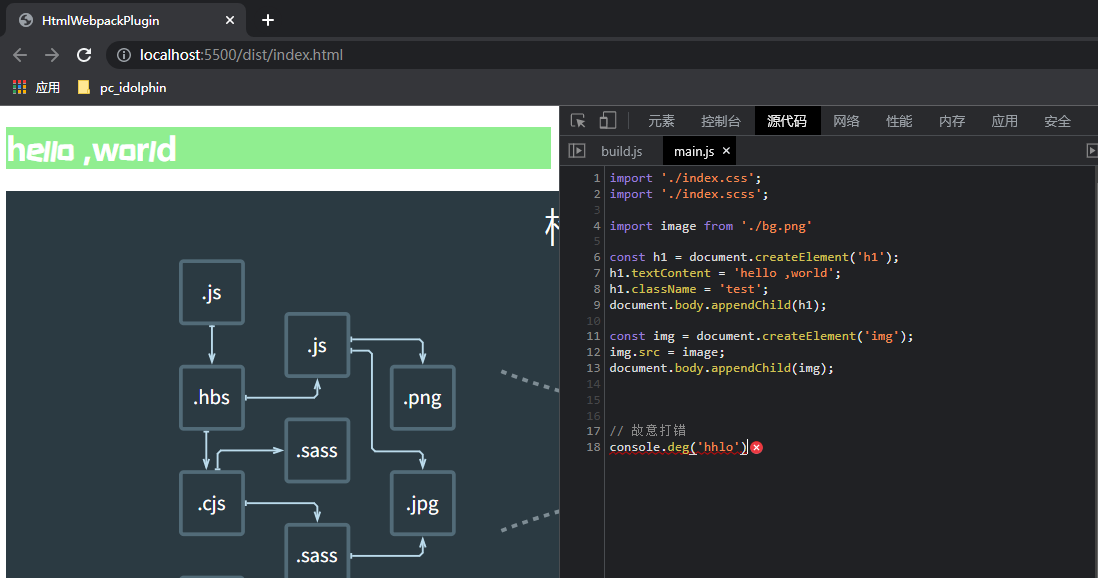 HtmlWebpackPlugin
localhost:5500/dist/index.html
应用
pc_idolphin
hello ,world
.js
.js
.hbs
.png
.sass
.cjs
.jpg
.sass
元素 控制台 源代码 网络 性能 内存 应用 安全
build.js main.js
1 import './index.css';
2 import './index.scss';
3
4 import image from './bg.png'
5
6 const h1 = document.createElement('h1');
7 h1.textContent = 'hello ,world';
8 h1.className = 'test';
9 document.body.appendChild(h1);
10
11 const img = document.createElement('img');
12 img.src = image;
13 document.body.appendChild(img);
14
15
16
17 // 故意打错
18 console.deg('hhlo')